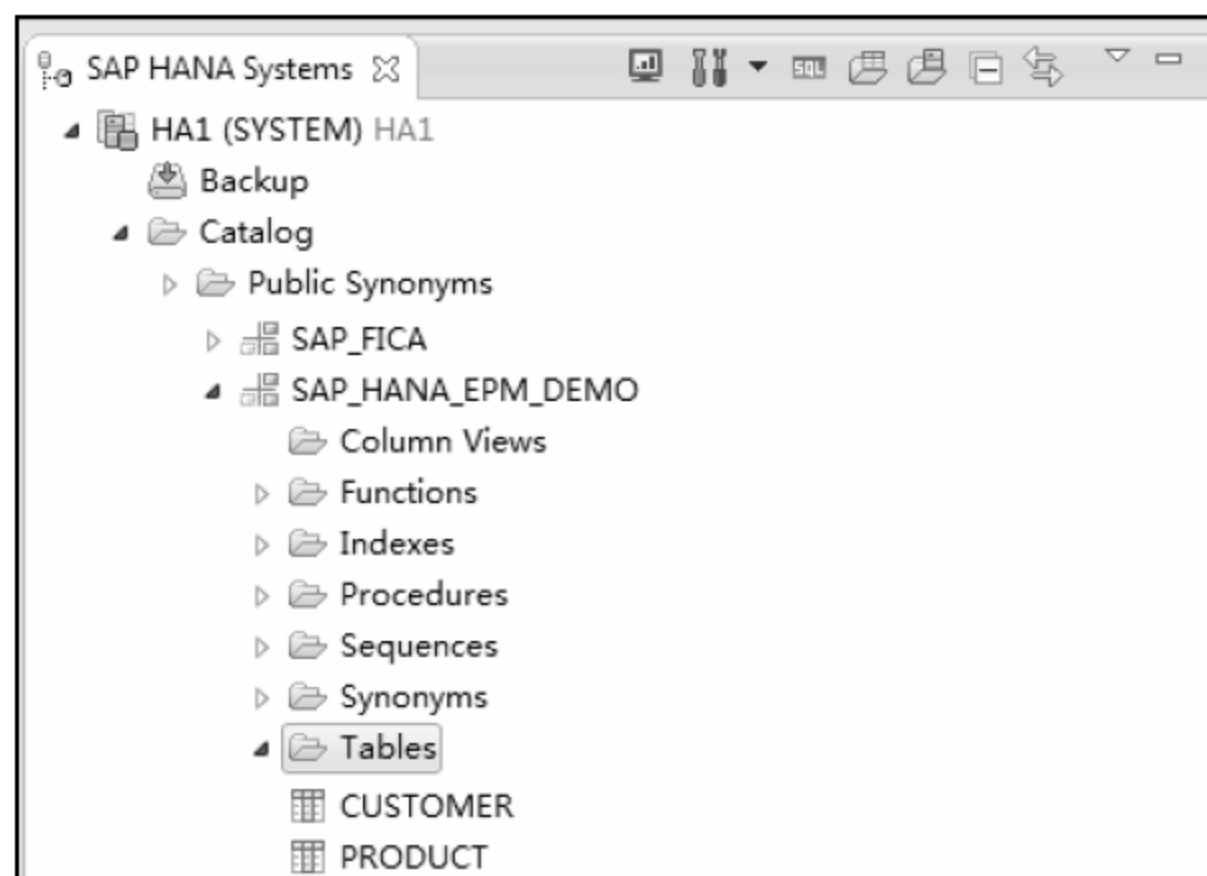 SAP HANA Systems
SQL
HA1 (SYSTEM) HA1
Backup
Catalog
Public Synonyms
SAP_FICA
SAP_HANA_EPM_DEMO
Column Views
Functions
Indexes
Procedures
Sequences
Synonyms
Tables
CUSTOMER
PRODUCT